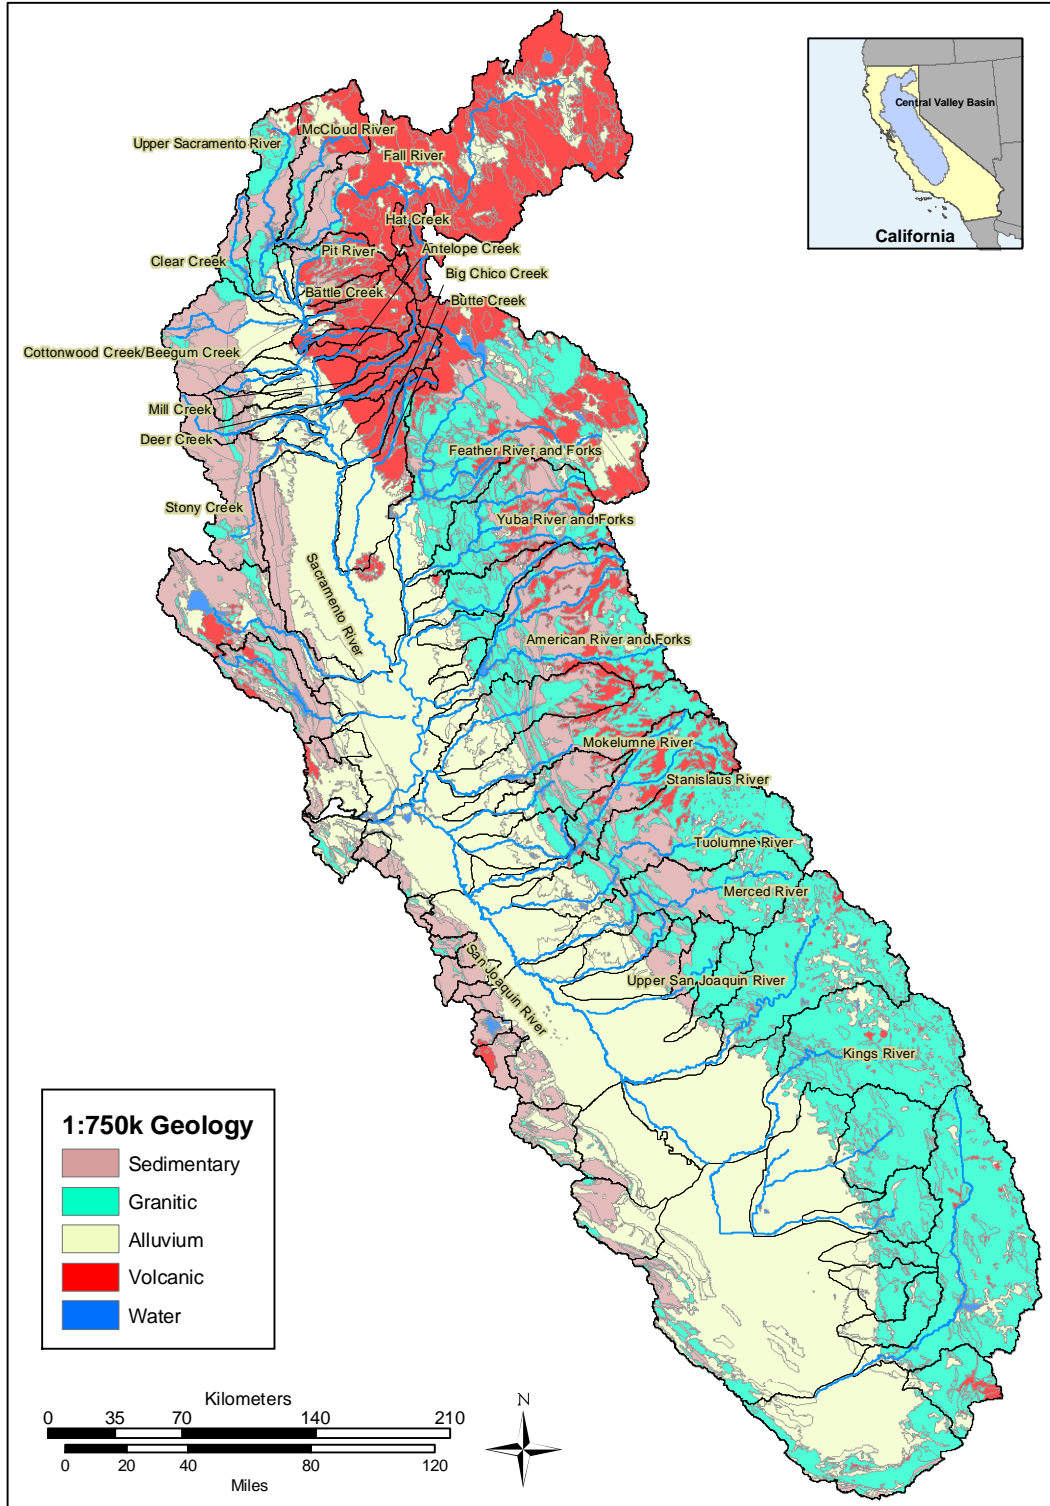 Central Valley Basin
California
McCloud River
Upper Sacramento River
Fall River
Hat Creek
Antelope Creek
Pit River
Clear Creek
Big Chico Creek
Battle Creek
Butte Creek
Cottonwood Creek/Beegum Creek
Mill Creek
Deer Creek
Feather River and Forks
Stony Creek
Yuba River and Forks
Sacramento River
American River and Forks
Mokelumne River
Stanislaus River
Tuolumne River
Merced River
San Joaquin River
Upper San Joaquin River
Kings River
1:750k Geology
Sedimentary
Granitic
Alluvium
Volcanic
Water
Kilometers
0 35 70 140 210
0 20 40 80 120
Miles
N